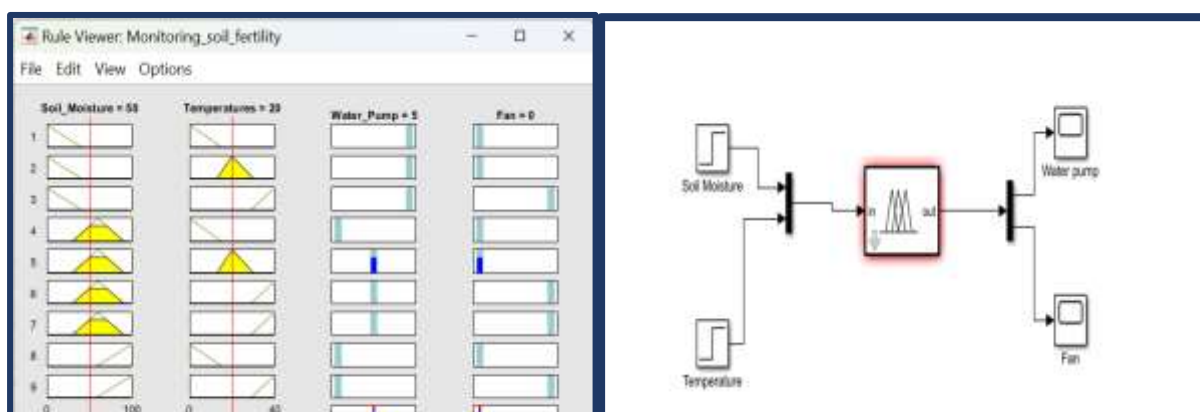 Rule Viewer: Monitoring_soil_fertility
File Edit View Options
Soil_Moisture = 50
Temperatures = 20
Water_Pump = 5
Fan = 0
1
2
3
4
5
6
7
8
9
0 100
0 40
Soil Moisture
Temperature
in
out
Water pump
Fan